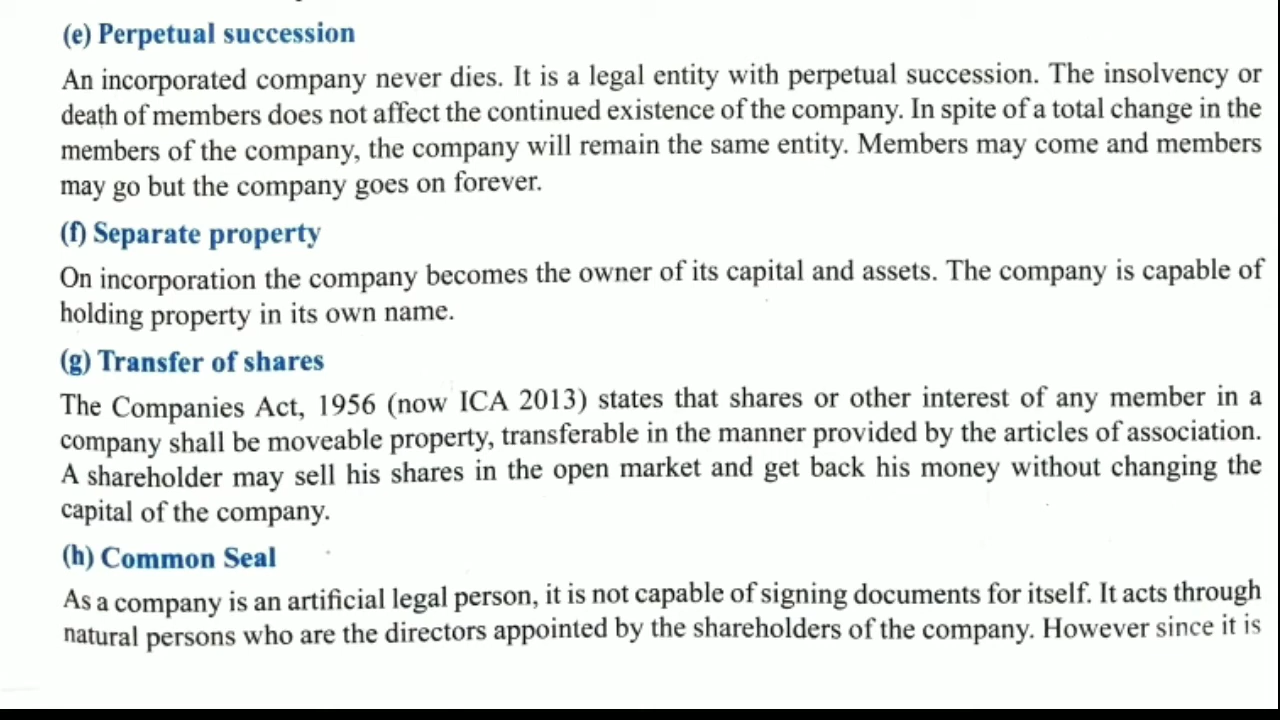 (e) Perpetual succession
An incorporated company never dies. It is a legal entity with perpetual succession. The insolvency or
death of members does not affect the continued existence of the company. In spite of a total change in the
members of the company, the company will remain the same entity. Members may come and members
may go but the company goes on forever.
(f) Separate property
On incorporation the company becomes the owner of its capital and assets. The company is capable of
holding property in its own name.
(g) Transfer of shares
The Companies Act, 1956 (now ICA 2013) states that shares or other interest of any member in a
company shall be moveable property, transferable in the manner provided by the articles of association.
A shareholder may sell his shares in the open market and get back his money without changing the
capital of the company.
(h) Common Seal
As a company is an artificial legal person, it is not capable of signing documents for itself. It acts through
natural persons who are the directors appointed by the shareholders of the company. However since it is